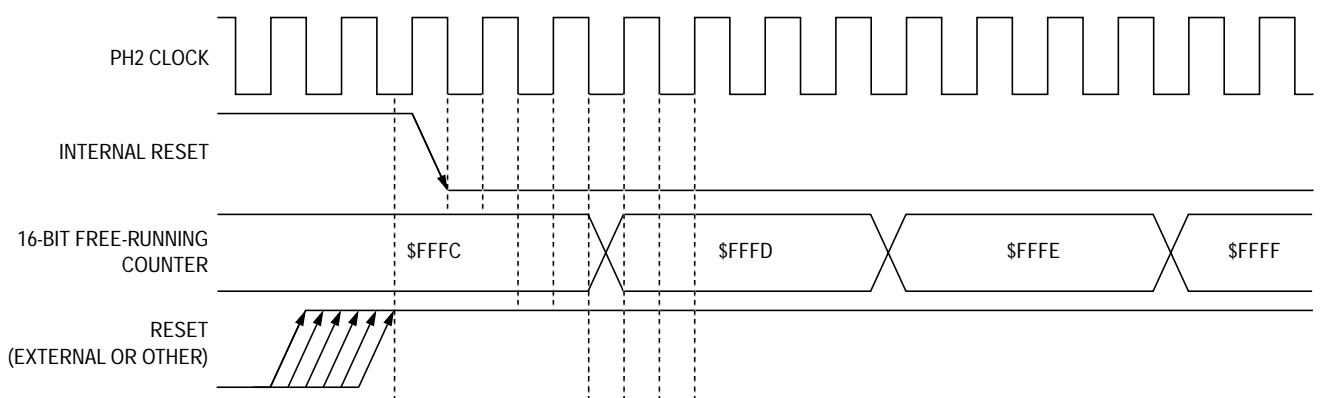 PH2 CLOCK
INTERNAL RESET
16-BIT FREE-RUNNING
COUNTER
$FFFC
$FFFD
$FFFE
$FFFF
RESET
(EXTERNAL OR OTHER)